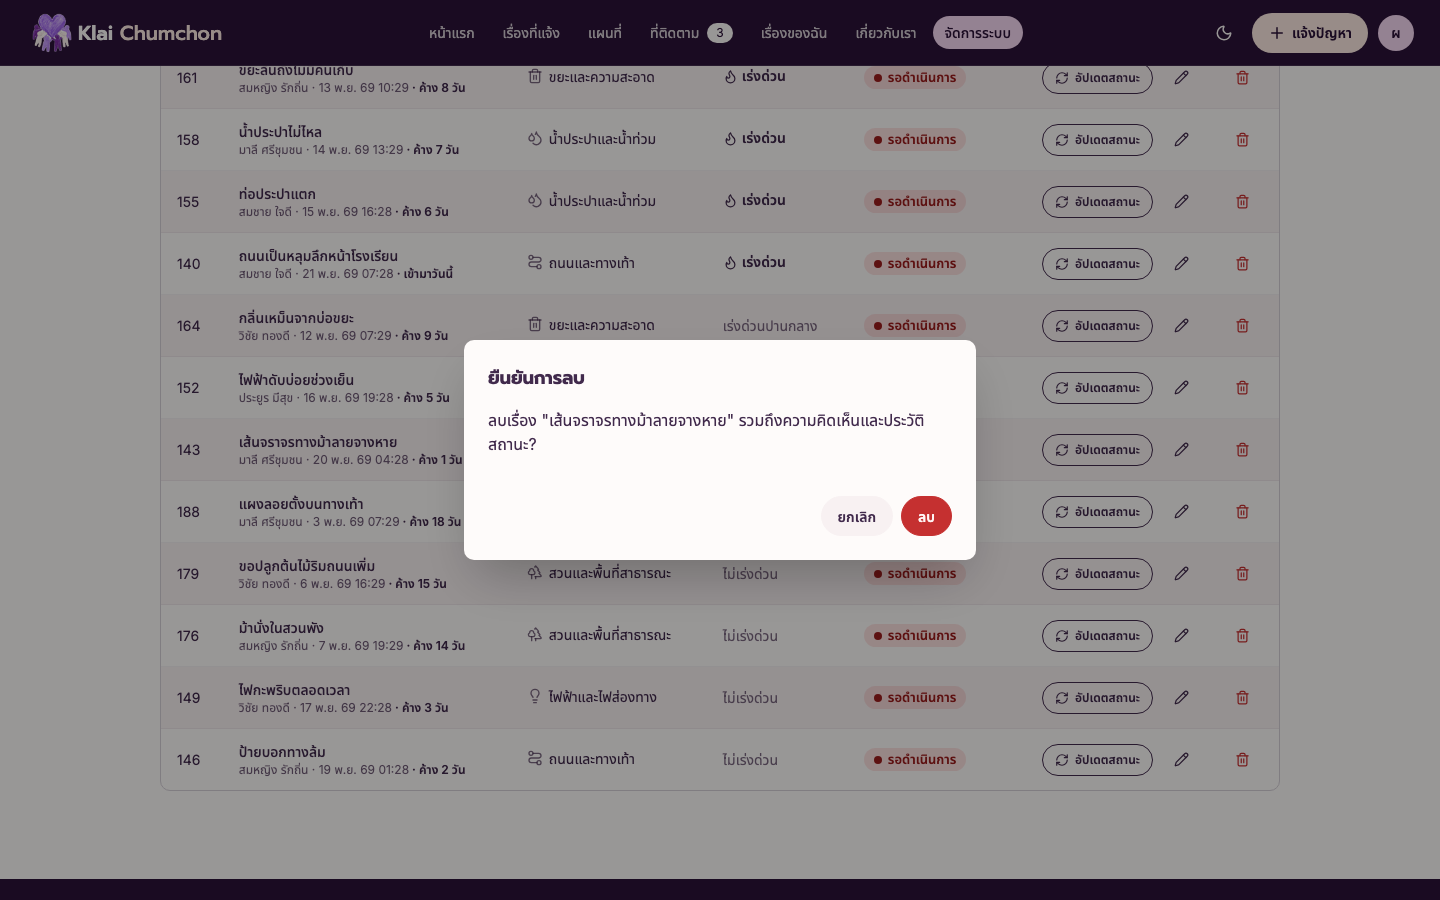 Klai Chumchon
หน้าแรก
เรื่องที่แจ้ง
แผนที่
ที่ติดตาม 3
เรื่องของฉัน
เกี่ยวกับเรา
จัดการระบบ
แจ้งปัญหา
ผ
161 ขยะล้นถังไม่มีคนเก็บ ขยะและความสะอาด เร่งด่วน รอดำเนินการ อัปเดตสถานะ
สมหญิง รักถิ่น · 13 พ.ย. 69 10:29 · ค้าง 8 วัน
158 น้ำประปาไม่ไหล น้ำประปาและน้ำท่วม เร่งด่วน รอดำเนินการ อัปเดตสถานะ
มาลี ศรีชุมชน · 14 พ.ย. 69 13:29 · ค้าง 7 วัน
155 ท่อประปาแตก น้ำประปาและน้ำท่วม เร่งด่วน รอดำเนินการ อัปเดตสถานะ
สมชาย ใจดี · 15 พ.ย. 69 16:28 · ค้าง 6 วัน
140 ถนนเป็นหลุมลึกหน้าโรงเรียน ถนนและทางเท้า เร่งด่วน รอดำเนินการ อัปเดตสถานะ
สมชาย ใจดี · 21 พ.ย. 69 07:28 · เข้ามาวันนี้
164 กลิ่นเหม็นจากบ่อขยะ ขยะและความสะอาด เร่งด่วนปานกลาง รอดำเนินการ อัปเดตสถานะ
วิชัย ทองดี · 12 พ.ย. 69 07:29 · ค้าง 9 วัน
152 ไฟฟ้าดับบ่อยช่วงเย็น อัปเดตสถานะ
ประยูร มีสุข · 16 พ.ย. 69 19:28 · ค้าง 5 วัน
143 เส้นจราจรทางม้าลายจางหาย อัปเดตสถานะ
มาลี ศรีชุมชน · 20 พ.ย. 69 04:28 · ค้าง 1 วัน
188 แผงลอยตั้งบนทางเท้า อัปเดตสถานะ
มาลี ศรีชุมชน · 3 พ.ย. 69 07:29 · ค้าง 18 วัน
ยืนยันการลบ
ลบเรื่อง "เส้นจราจรทางม้าลายจางหาย" รวมถึงความคิดเห็นและประวัติ
สถานะ?
ยกเลิก ลบ
179 ขอปลูกต้นไม้ริมถนนเพิ่ม สวนและพื้นที่สาธารณะ ไม่เร่งด่วน รอดำเนินการ อัปเดตสถานะ
วิชัย ทองดี · 6 พ.ย. 69 16:29 · ค้าง 15 วัน
176 ม้านั่งในสวนพัง สวนและพื้นที่สาธารณะ ไม่เร่งด่วน รอดำเนินการ อัปเดตสถานะ
สมหญิง รักถิ่น · 7 พ.ย. 69 19:29 · ค้าง 14 วัน
149 ไฟกะพริบตลอดเวลา ไฟฟ้าและไฟส่องทาง ไม่เร่งด่วน รอดำเนินการ อัปเดตสถานะ
วิชัย ทองดี · 17 พ.ย. 69 22:28 · ค้าง 3 วัน
146 ป้ายบอกทางล้ม ถนนและทางเท้า ไม่เร่งด่วน รอดำเนินการ อัปเดตสถานะ
สมหญิง รักถิ่น · 19 พ.ย. 69 01:28 · ค้าง 2 วัน